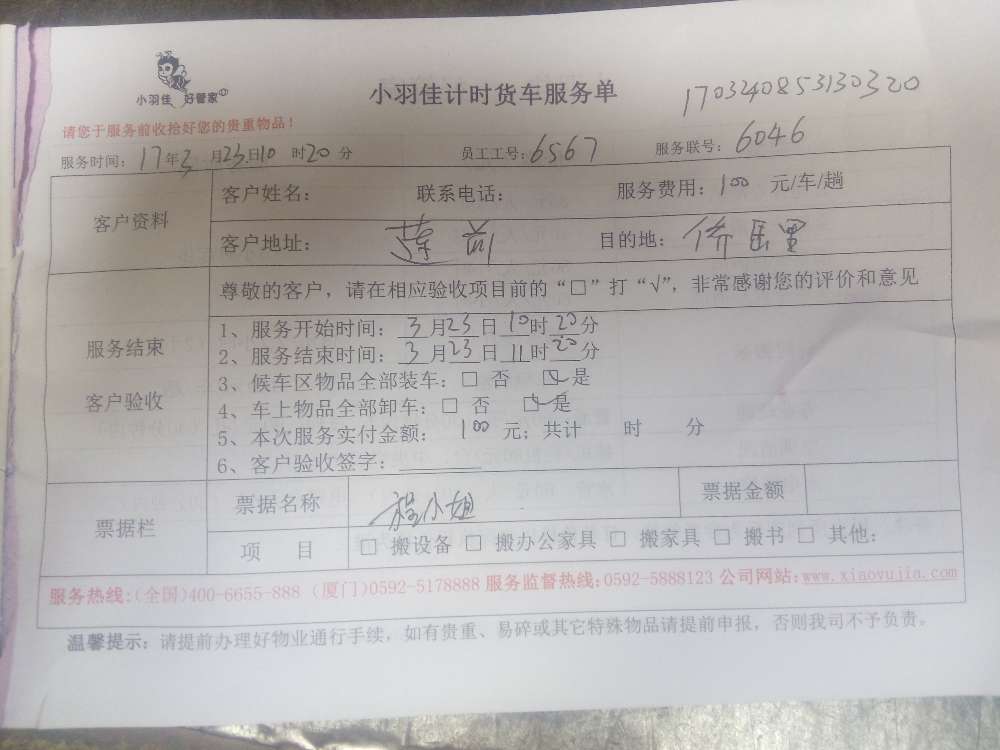 小羽佳 好管家
小羽佳计时货车服务单
1703240853130320
请您于服务前收拾好您的贵重物品！
服务时间：17年3月23日10时20分 员工工号：6567 服务联号：6046
客户资料
客户姓名： 联系电话： 服务费用：100 元/车/趟
客户地址：莲前 目的地：侨居里
尊敬的客户，请在相应验收项目前的“□”打“√”，非常感谢您的评价和意见
服务结束
客户验收
1、服务开始时间：3月23日10时20分
2、服务结束时间：3月23日11时20分
3、候车区物品全部装车：□ 否 ☑ 是
4、车上物品全部卸车：□ 否 ☑ 是
5、本次服务实付金额：100 元；共计 时 分
6、客户验收签字：
票据栏
票据名称 程小姐 票据金额
项 目 □ 搬设备 □ 搬办公家具 □ 搬家具 □ 搬书 □ 其他：
服务热线:(全国)400-6655-888 (厦门)0592-5178888 服务监督热线:0592-5888123 公司网站:www.xiaoyujia.com
温馨提示：请提前办理好物业通行手续，如有贵重、易碎或其它特殊物品请提前申报，否则我司不予负责。